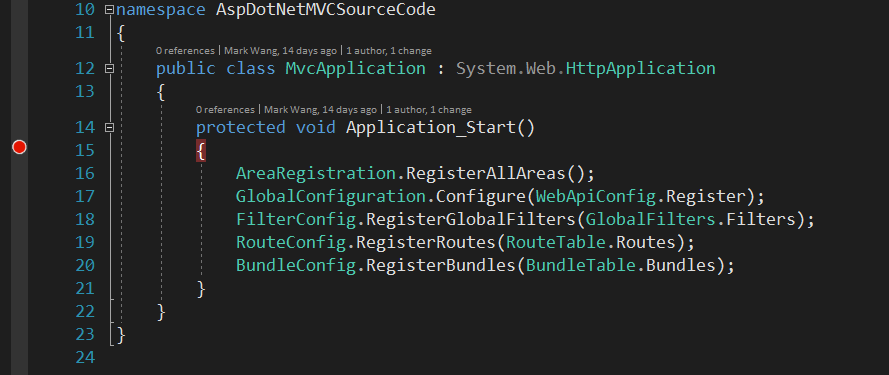 10 namespace AspDotNetMVCSourceCode
11 {
0 references | Mark Wang, 14 days ago | 1 author, 1 change
12 public class MvcApplication : System.Web.HttpApplication
13 {
0 references | Mark Wang, 14 days ago | 1 author, 1 change
14 protected void Application_Start()
15 {
16 AreaRegistration.RegisterAllAreas();
17 GlobalConfiguration.Configure(WebApiConfig.Register);
18 FilterConfig.RegisterGlobalFilters(GlobalFilters.Filters);
19 RouteConfig.RegisterRoutes(RouteTable.Routes);
20 BundleConfig.RegisterBundles(BundleTable.Bundles);
21 }
22 }
23 }
24